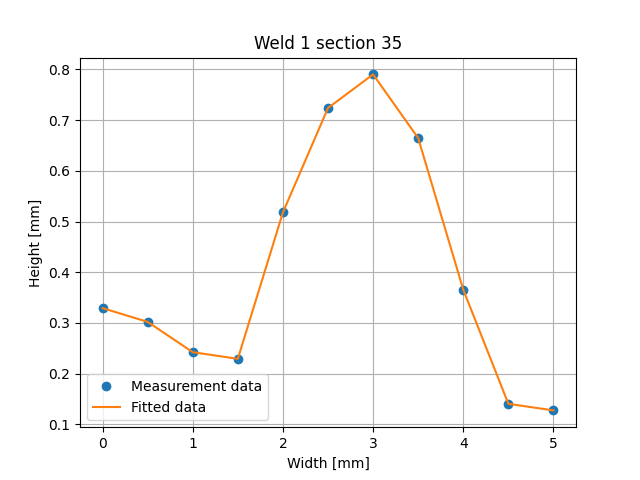 Weld 1 section 35
Height [mm]
0.8
0.7
0.6
0.5
0.4
0.3
0.2
0.1
Measurement data
Fitted data
0 1 2 3 4 5
Width [mm]